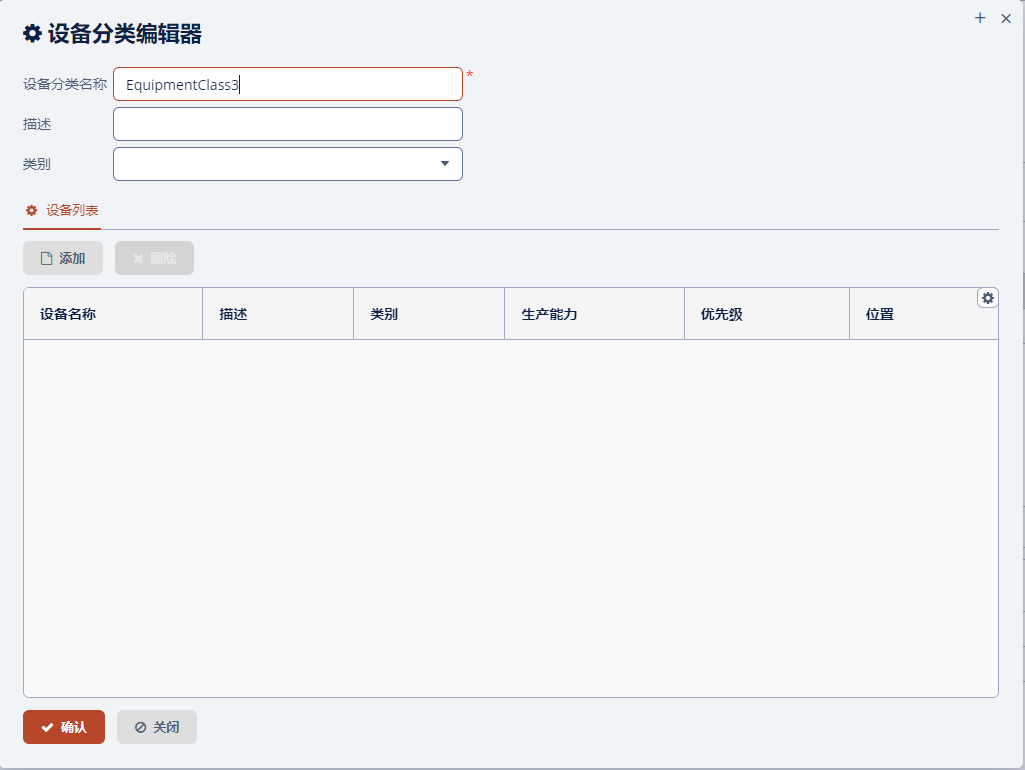 设备分类编辑器
设备分类名称 EquipmentClass3 *
描述
类别
设备列表
添加 删除
设备名称 描述 类别 生产能力 优先级 位置
确认 关闭